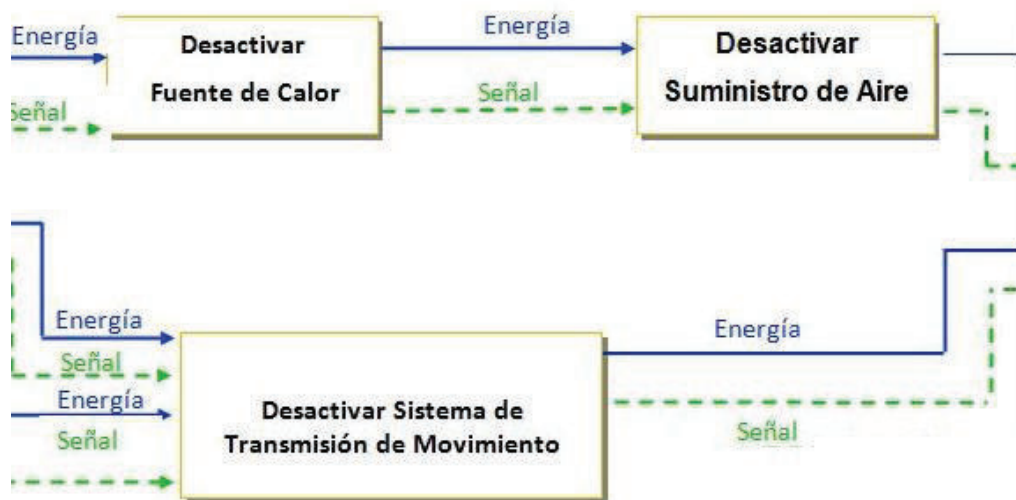 Energía
Desactivar
Fuente de Calor
Energía
Desactivar
Suministro de Aire
Señal
Señal
Energía
Señal
Energía
Señal
Desactivar Sistema de
Transmisión de Movimiento
Energía
Señal